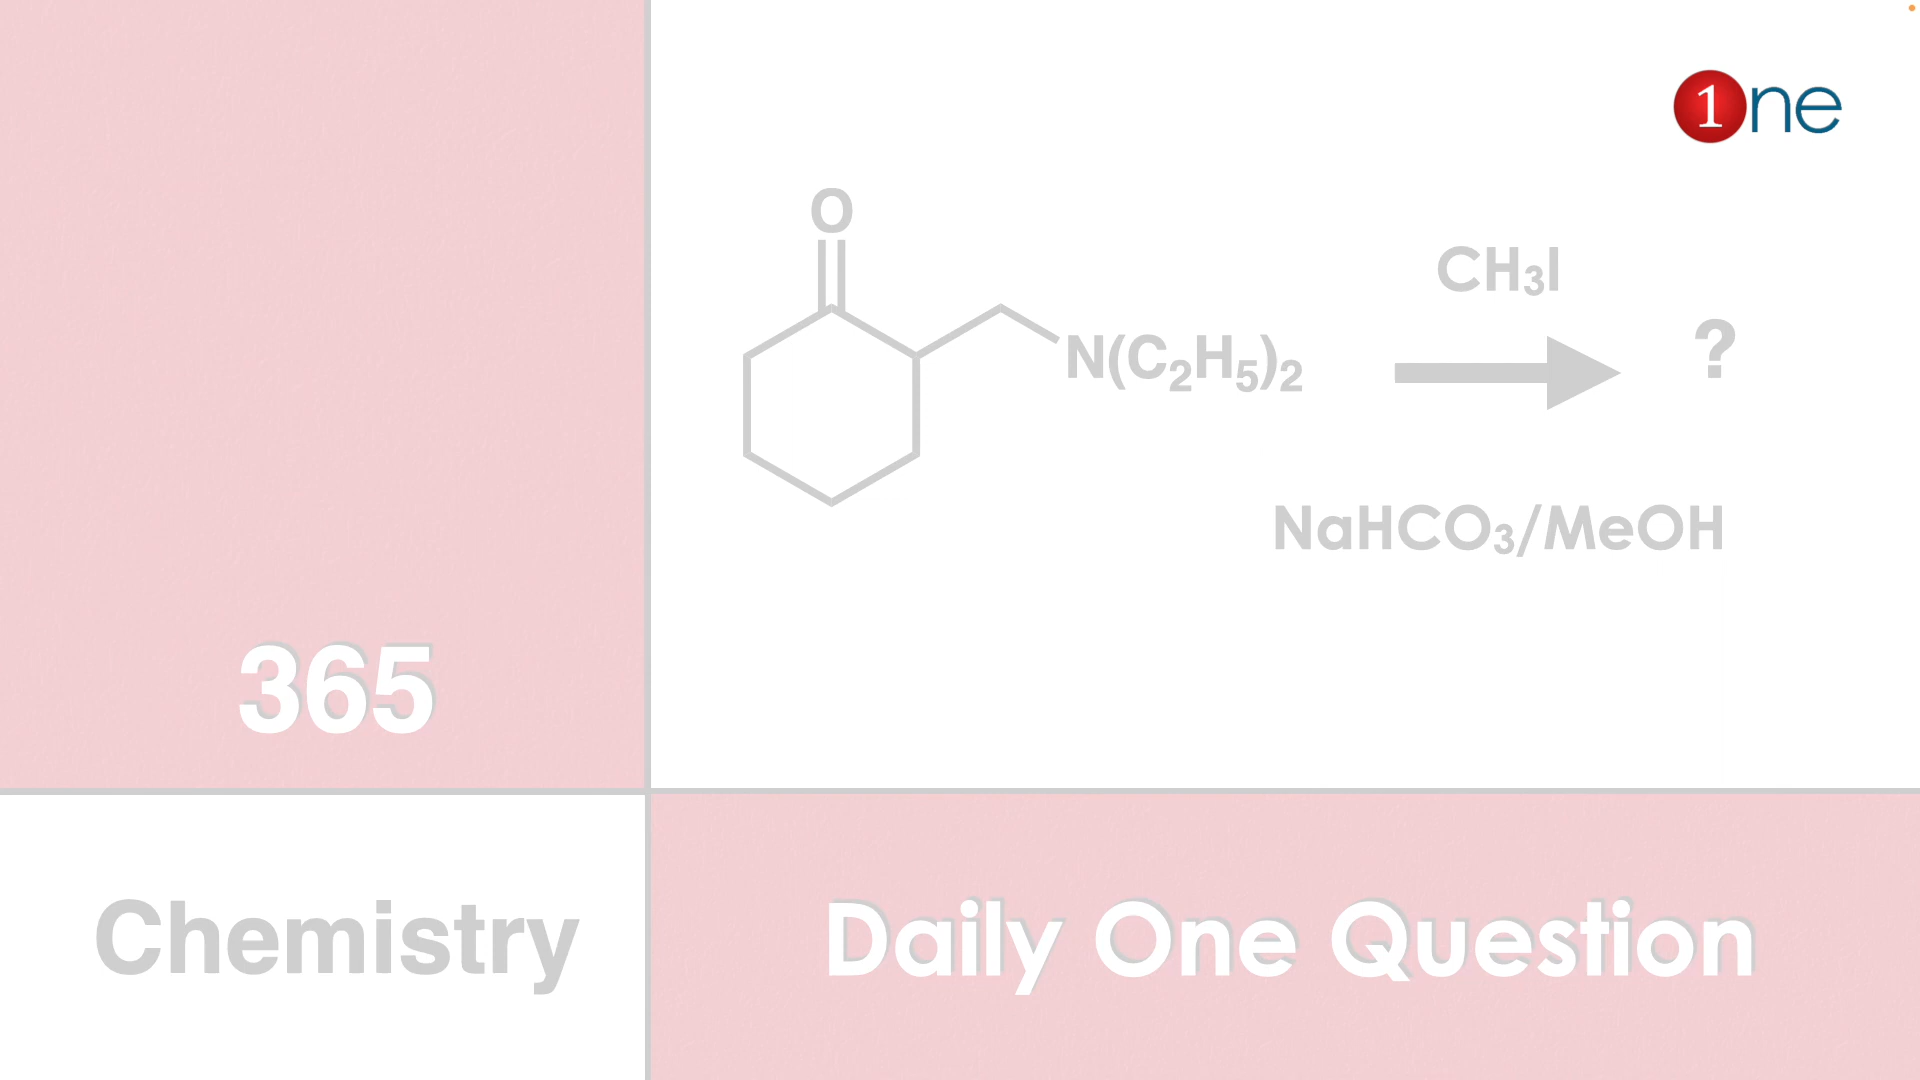 1ne
O
CH₃I
N(C₂H₅)₂
?
NaHCO₃/MeOH
365
Chemistry
Daily One Question